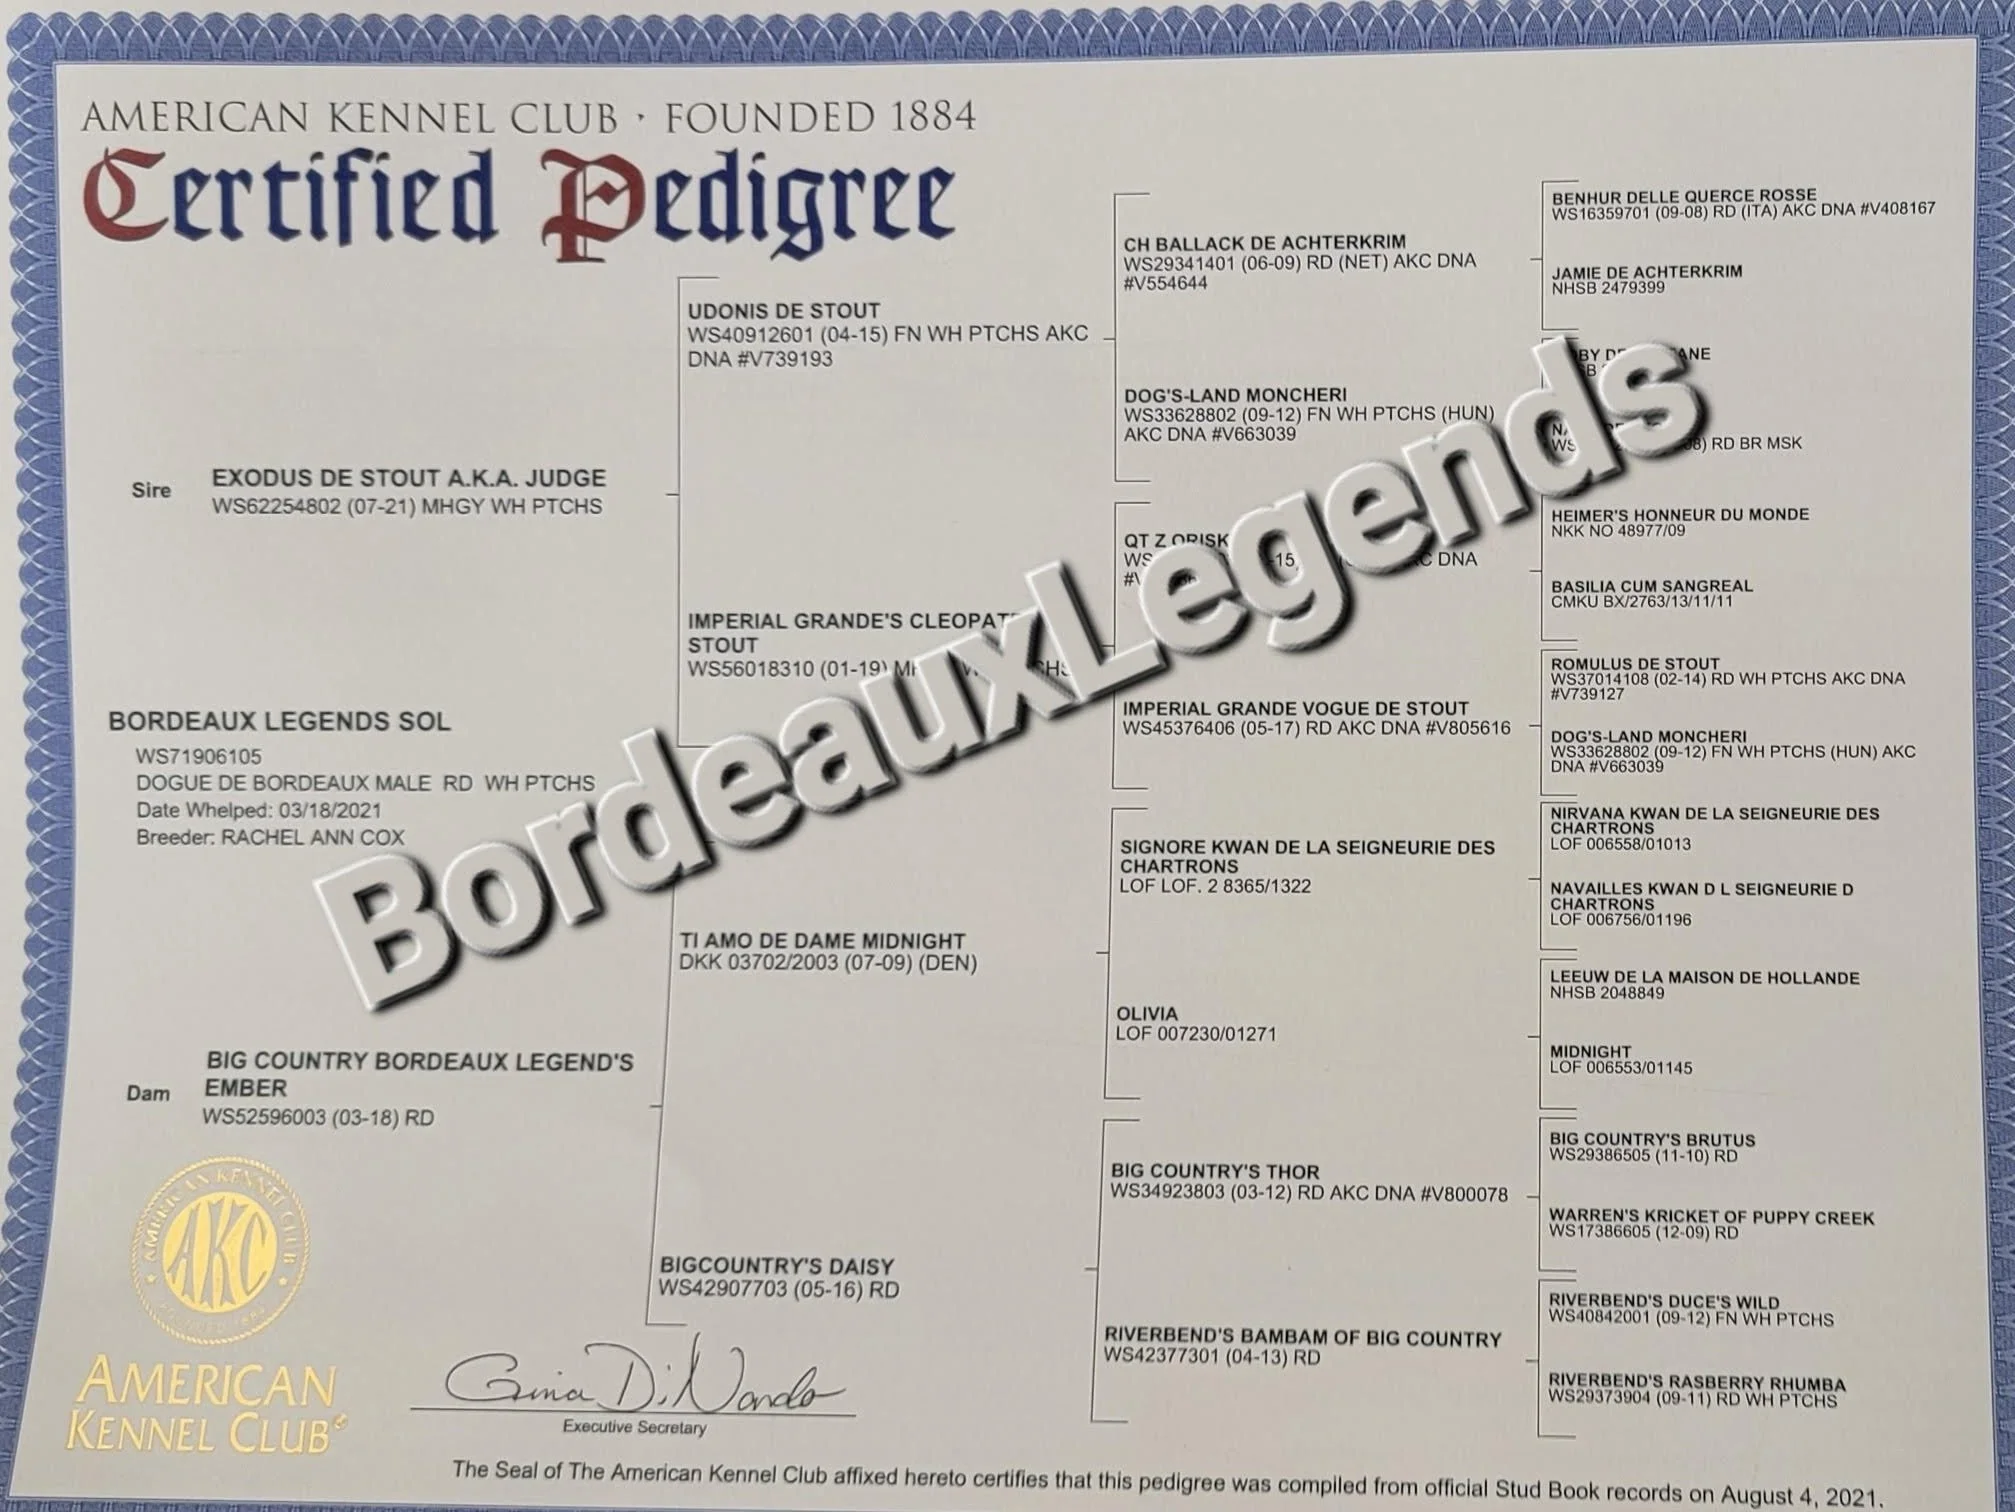 AMERICAN KENNEL CLUB · FOUNDED 1884
Certified Pedigree
BORDEAUX LEGENDS SOL
WS71906105
DOGUE DE BORDEAUX MALE RD WH PTCHS
Date Whelped: 03/18/2021
Breeder: RACHEL ANN COX
Sire
EXODUS DE STOUT A.K.A. JUDGE
WS62254802 (07-21) MHGY WH PTCHS
Dam
BIG COUNTRY BORDEAUX LEGEND'S
EMBER
WS52596003 (03-18) RD
UDONIS DE STOUT
WS40912601 (04-15) FN WH PTCHS AKC
DNA #V739193
IMPERIAL GRANDE'S
STOUT
WS56018310 (01-19)
TI AMO DE DAME MIDNIGHT
DKK 03702/2003 (07-09) (DEN)
BIGCOUNTRY'S DAISY
WS42907703 (05-16) RD
CH BALLACK DE ACHTERKRIM
WS29341401 (06-09) RD (NET) AKC DNA
#V554644
DOG'S-LAND MONCHERI
WS33628802 (09-12) FN WH PTCHS (HUN)
AKC DNA #V663039
QT Z
DNA
IMPERIAL GRANDE VOGUE DE STOUT
WS45376406 (05-17) RD AKC DNA #V805616
SIGNORE KWAN DE LA SEIGNEURIE DES
CHARTRONS
LOF LOF. 2 8365/1322
OLIVIA
LOF 007230/01271
BIG COUNTRY'S THOR
WS34923803 (03-12) RD AKC DNA #V800078
RIVERBEND'S BAMBAM OF BIG COUNTRY
WS42377301 (04-13) RD
BENHUR DELLE QUERCE ROSSE
WS16359701 (09-08) RD (ITA) AKC DNA #V408167
JAMIE DE ACHTERKRIM
NHSB 2479399
RD BR MSK
HEIMER'S HONNEUR DU MONDE
NKK NO 48977/09
BASILIA CUM SANGREAL
CMKU BX/2763/13/11/11
ROMULUS DE STOUT
WS37014108 (02-14) RD WH PTCHS AKC DNA
#V739127
DOG'S-LAND MONCHERI
WS33628802 (09-12) FN WH PTCHS (HUN) AKC
DNA #V663039
NIRVANA KWAN DE LA SEIGNEURIE DES
CHARTRONS
LOF 006558/01013
NAVAILLES KWAN D L SEIGNEURIE D
CHARTRONS
LOF 006756/01196
LEEUW DE LA MAISON DE HOLLANDE
NHSB 2048849
MIDNIGHT
LOF 006553/01145
BIG COUNTRY'S BRUTUS
WS29386505 (11-10) RD
WARREN'S KRICKET OF PUPPY CREEK
WS17386605 (12-09) RD
RIVERBEND'S DUCE'S WILD
WS40842001 (09-12) FN WH PTCHS
RIVERBEND'S RASBERRY RHUMBA
WS29373904 (09-11) RD WH PTCHS
BordeauxLegends
AMERICAN KENNEL CLUB
AKC
FOUNDED 1884
AMERICAN
KENNEL CLUB
Gina DiNardo
Executive Secretary
The Seal of The American Kennel Club affixed hereto certifies that this pedigree was compiled from official Stud Book records on August 4, 2021.